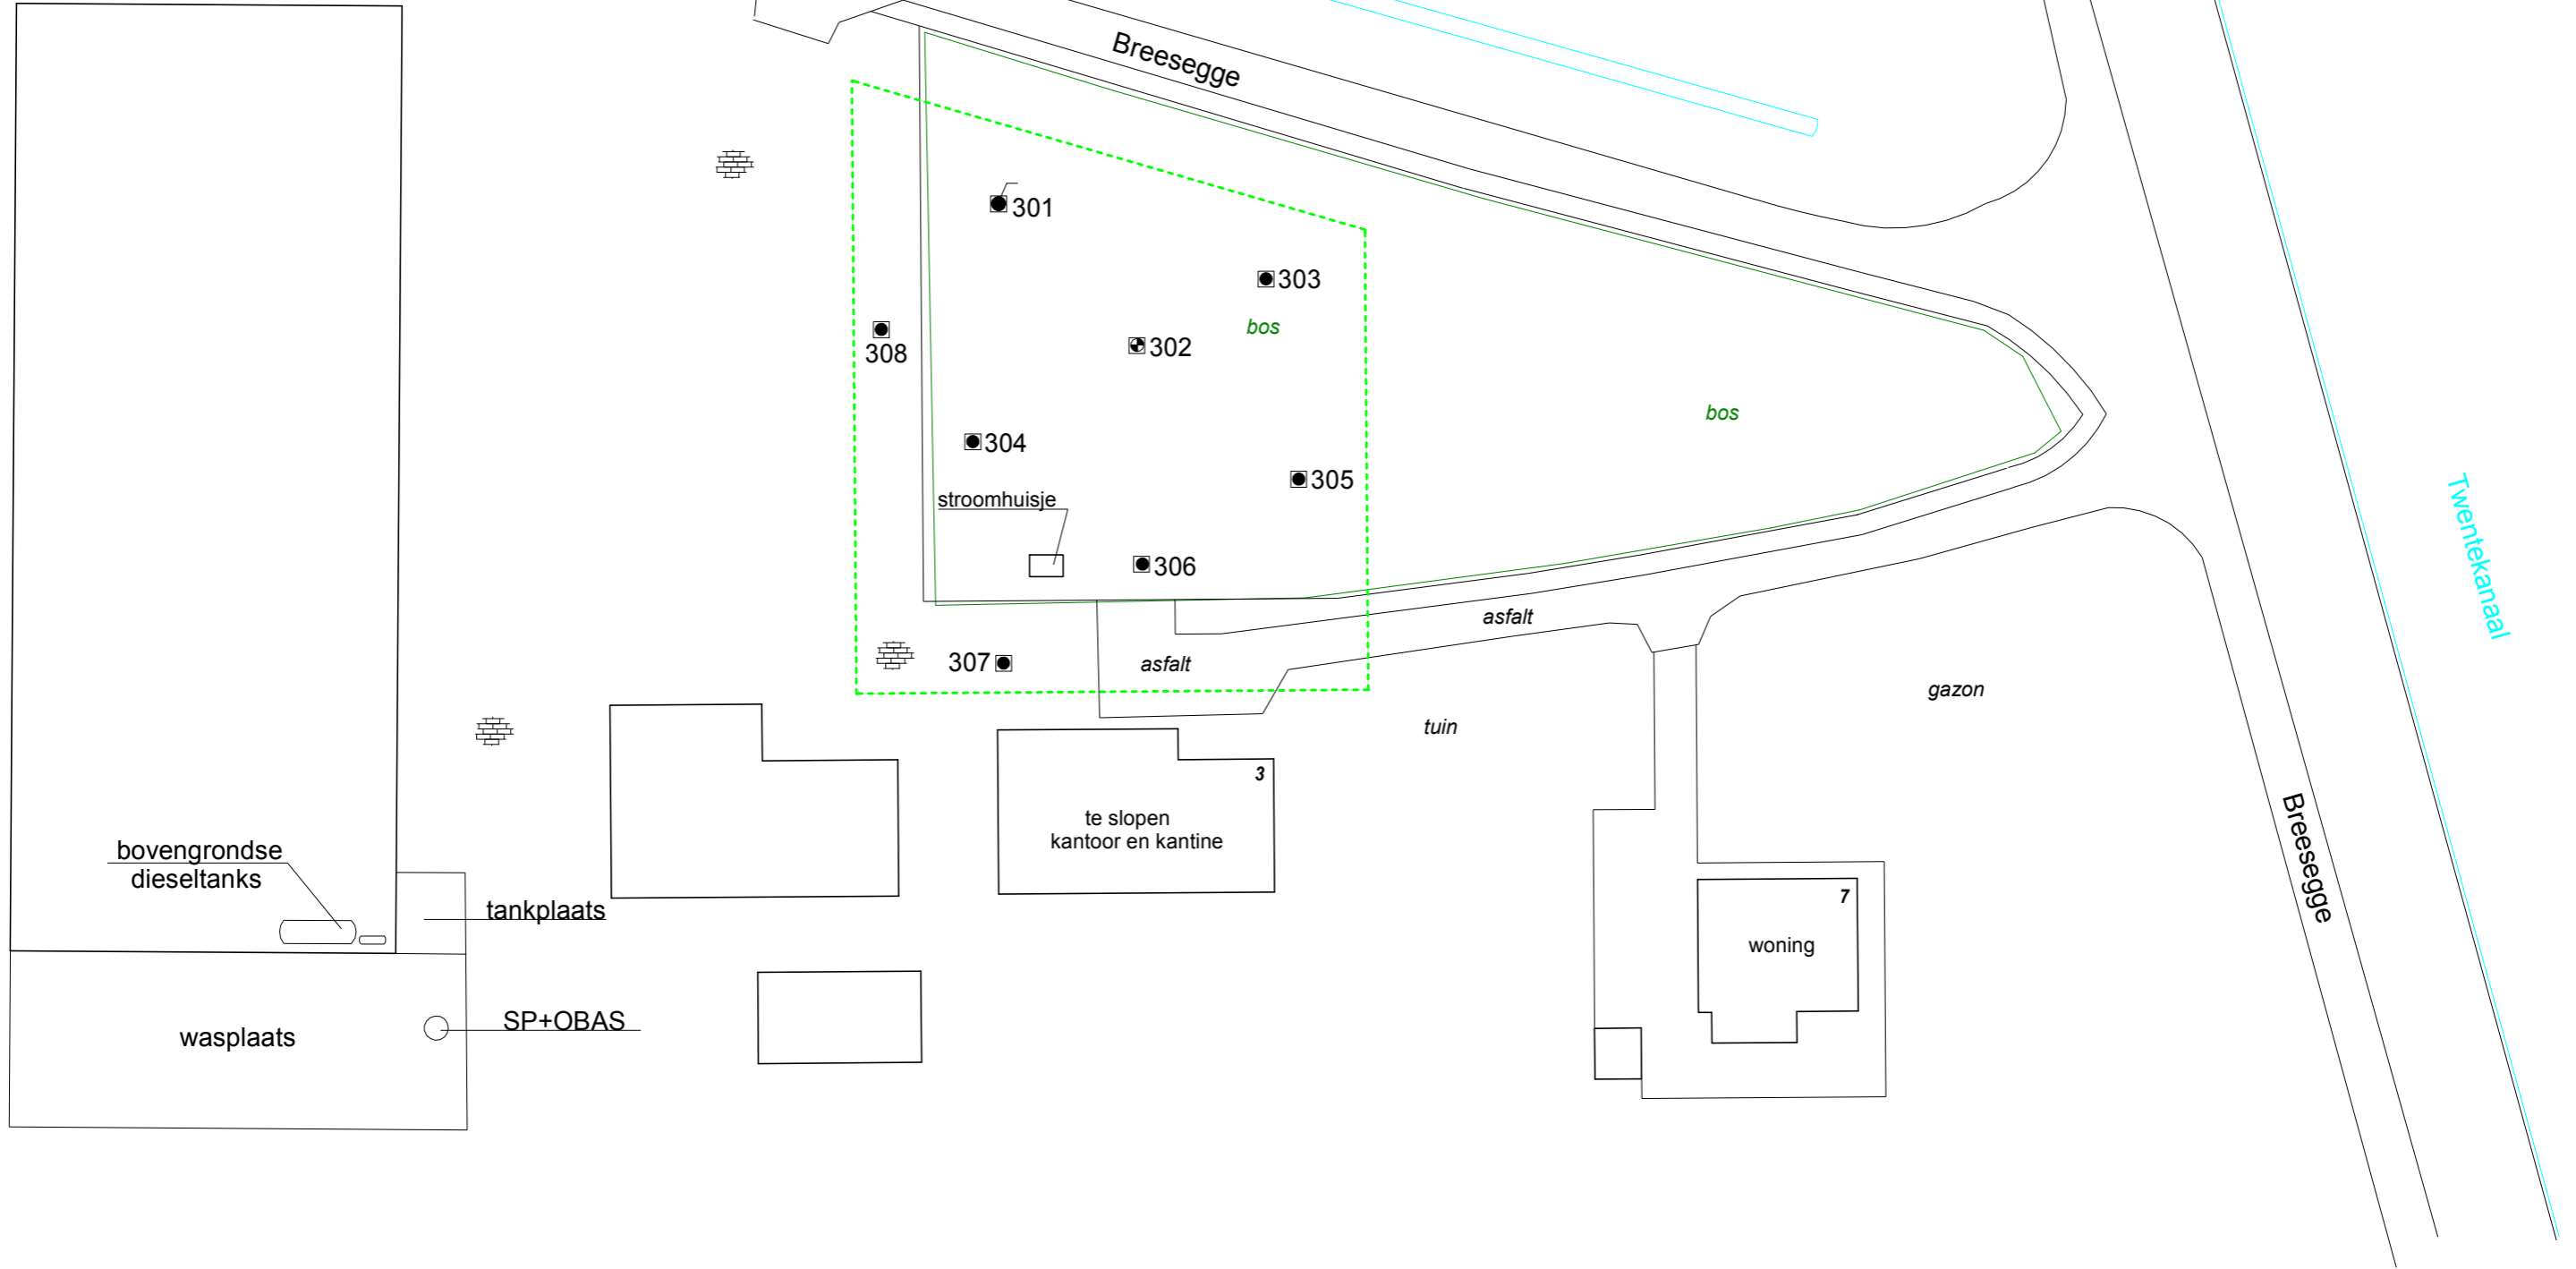 Breesegge
301
303
bos
308
302
bos
304
305
stroomhuisje
306
Twentekanaal
asfalt
307
asfalt
gazon
tuin
3
te slopen
kantoor en kantine
bovengrondse
dieseltanks
tankplaats
7
woning
Breesegge
SP+OBAS
wasplaats